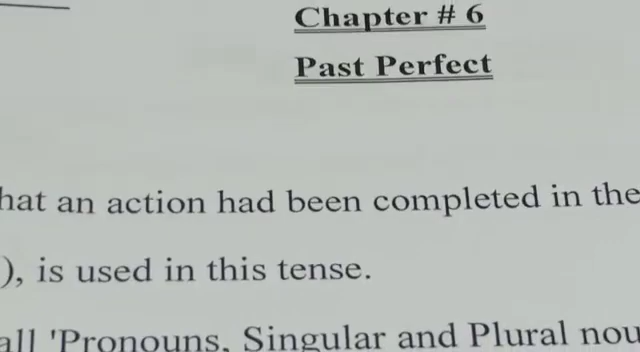 Chapter # 6
Past Perfect
hat an action had been completed in the
), is used in this tense.
all 'Pronouns, Singular and Plural nou